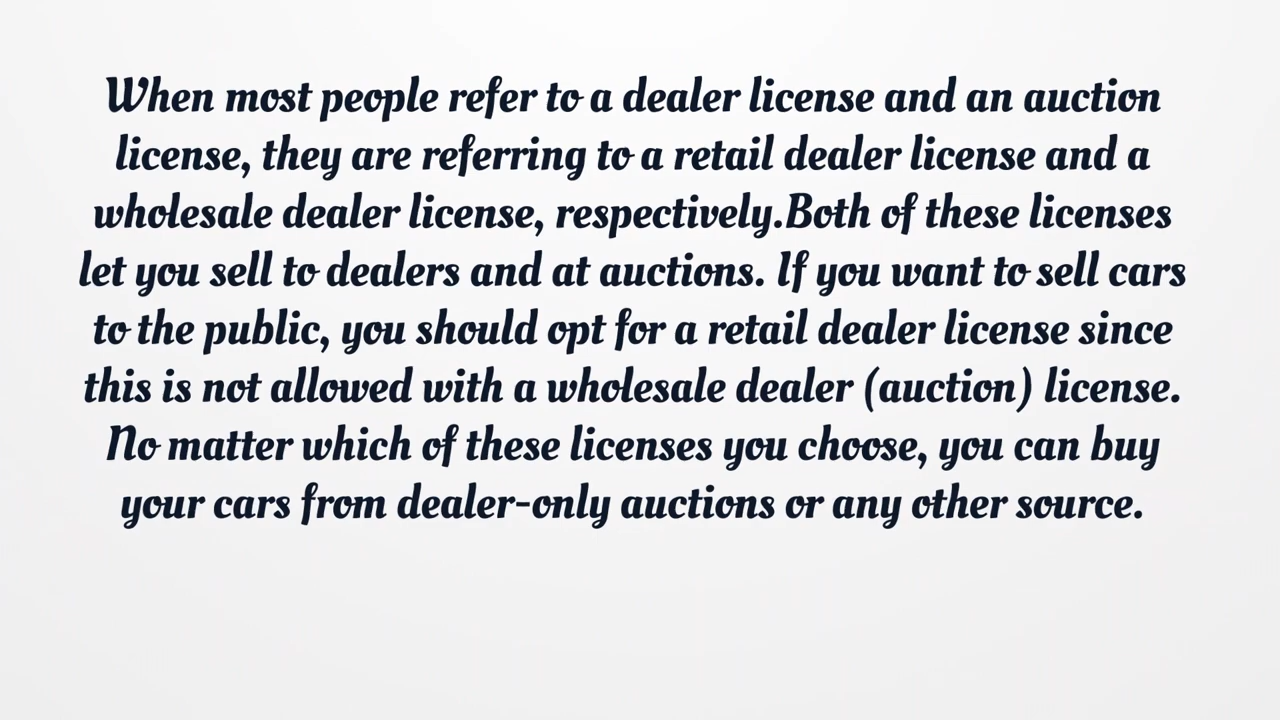 When most people refer to a dealer license and an auction
license, they are referring to a retail dealer license and a
wholesale dealer license, respectively.Both of these licenses
let you sell to dealers and at auctions. If you want to sell cars
to the public, you should opt for a retail dealer license since
this is not allowed with a wholesale dealer (auction) license.
No matter which of these licenses you choose, you can buy
your cars from dealer-only auctions or any other source.